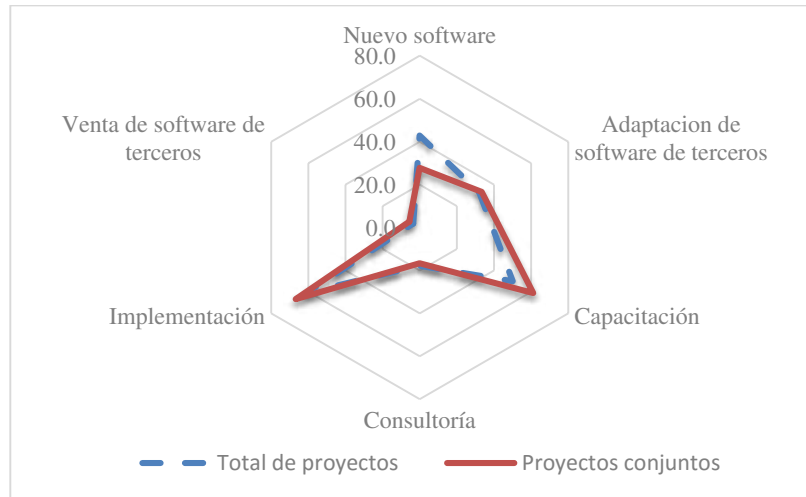 Nuevo software
80.0
60.0
40.0
20.0
0.0
Venta de software de
terceros
Adaptacion de
software de terceros
Implementación
Capacitación
Consultoría
Total de proyectos
Proyectos conjuntos